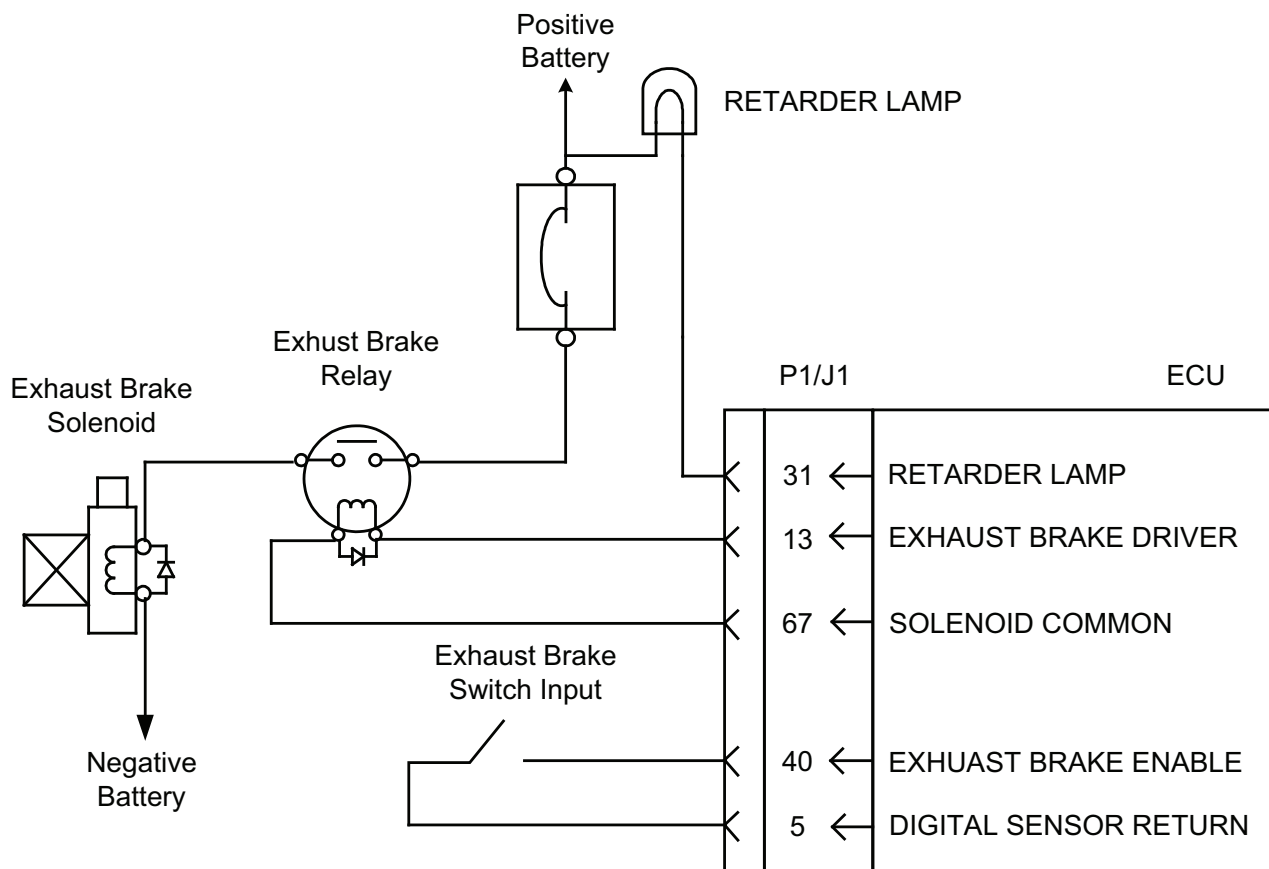 Positive
Battery
RETARDER LAMP
Exhust Brake
Relay
Exhaust Brake
Solenoid
P1/J1
ECU
31
RETARDER LAMP
13
EXHAUST BRAKE DRIVER
67
SOLENOID COMMON
Exhaust Brake
Switch Input
40
EXHUAST BRAKE ENABLE
Negative
Battery
5
DIGITAL SENSOR RETURN